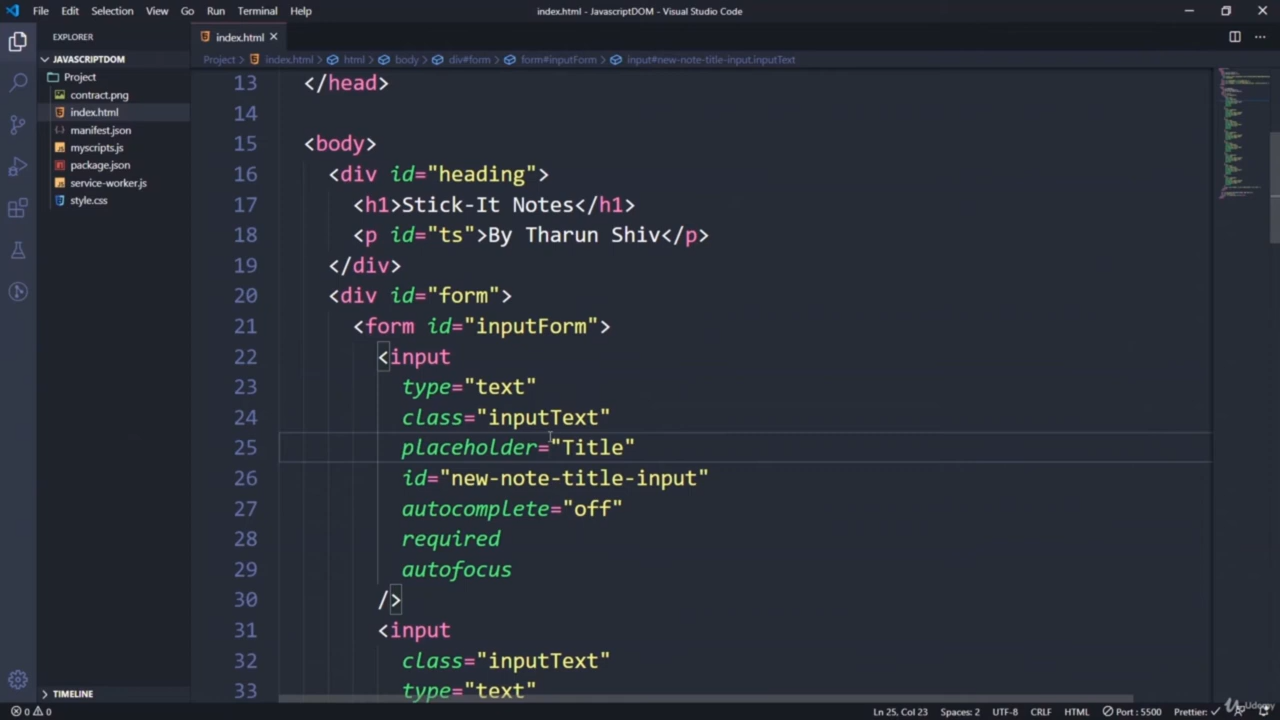 File Edit Selection View Go Run Terminal Help
index.html - JavascriptDOM - Visual Studio Code
EXPLORER
index.html
JAVASCRIPTDOM
Project > index.html > html > body > div#form > form#inputForm > input#new-note-title-input.inputText
Project
contract.png
index.html
manifest.json
myscripts.js
package.json
service-worker.js
style.css
13 </head>
14
15 <body>
16 <div id="heading">
17 <h1>Stick-It Notes</h1>
18 <p id="ts">By Tharun Shiv</p>
19 </div>
20 <div id="form">
21 <form id="inputForm">
22 <input
23 type="text"
24 class="inputText"
25 placeholder="Title"
26 id="new-note-title-input"
27 autocomplete="off"
28 required
29 autofocus
30 />
31 <input
32 class="inputText"
33 type="text"
TIMELINE
0 0
Ln 25, Col 23 Spaces: 2 UTF-8 CRLF HTML Port : 5500 Prettier: ✓
Udemy